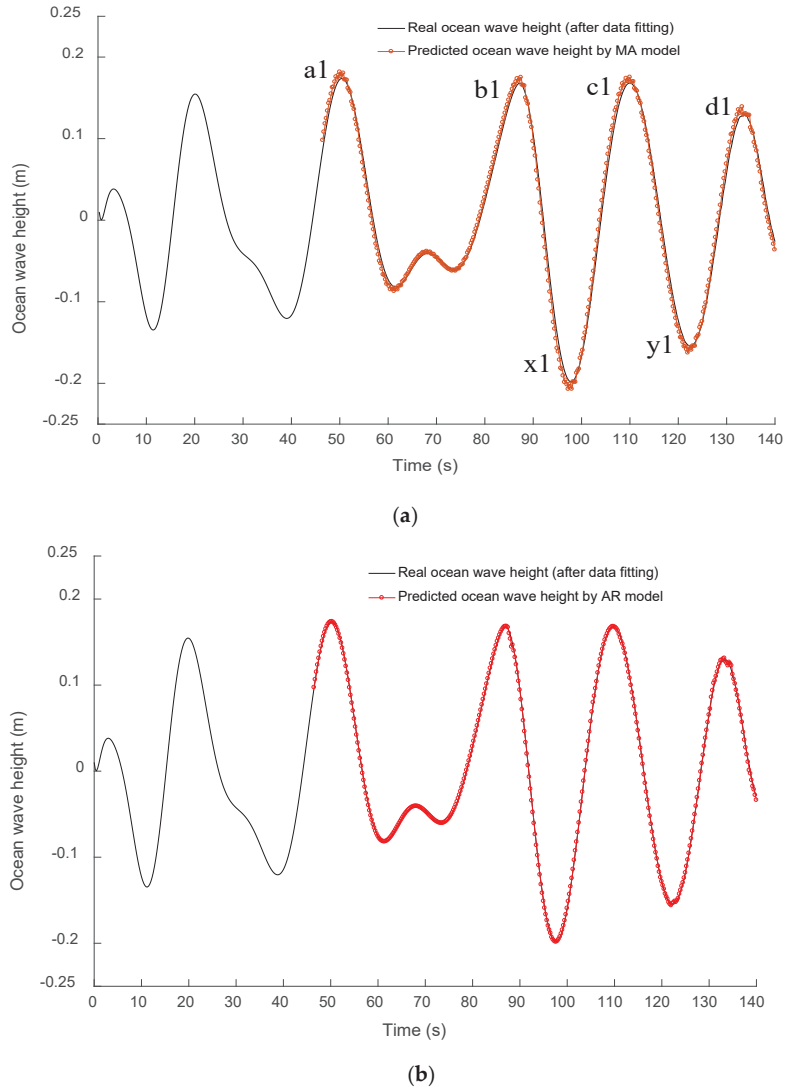 0.25
Real ocean wave height (after data fitting)
Predicted ocean wave height by MA model
0.2
0.1
0
-0.1
-0.2
-0.25
Ocean wave height (m)
a1
b1
c1
d1
x1
y1
0 10 20 30 40 50 60 70 80 90 100 110 120 130 140
Time (s)
(a)
0.25
Real ocean wave height (after data fitting)
Predicted ocean wave height by AR model
0.2
0.1
0
-0.1
-0.2
-0.25
Ocean wave height (m)
0 10 20 30 40 50 60 70 80 90 100 110 120 130 140
Time (s)
(b)